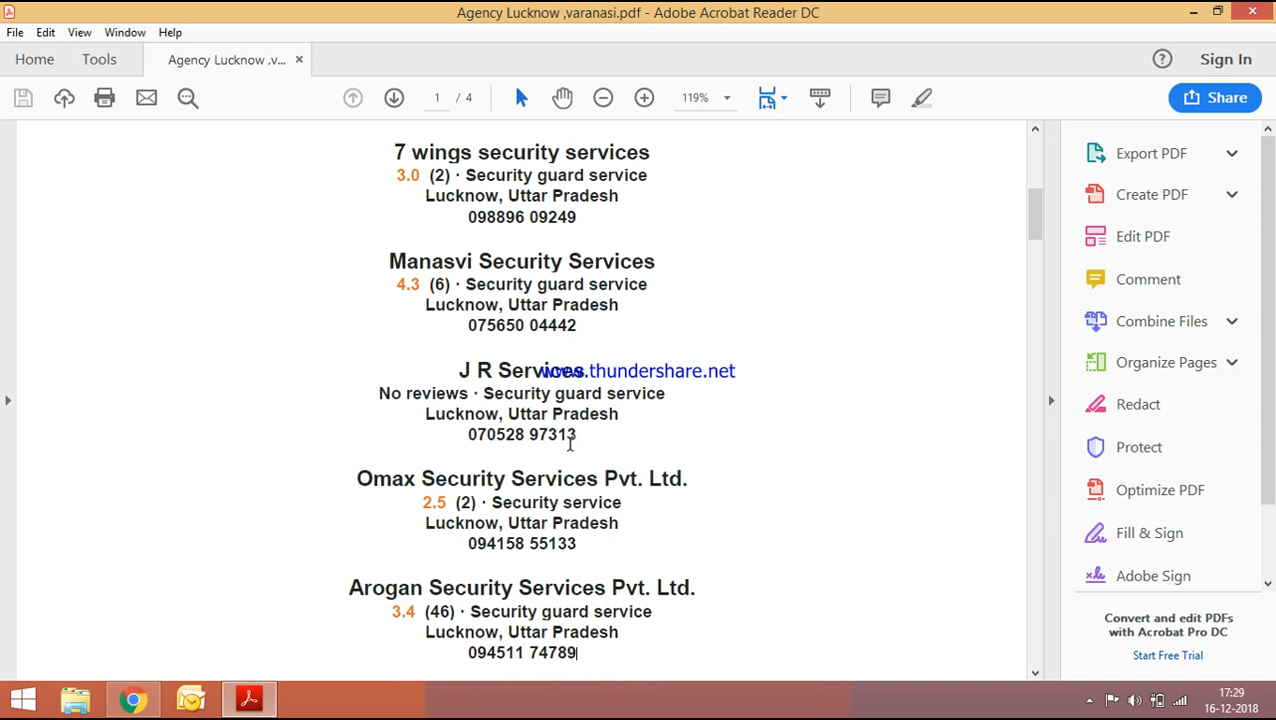 Agency Lucknow ,varanasi.pdf - Adobe Acrobat Reader DC
File Edit View Window Help
Home Tools Agency Lucknow ,v... × Sign In
1 / 4 119% Share
7 wings security services
3.0 (2) · Security guard service
Lucknow, Uttar Pradesh
098896 09249
Manasvi Security Services
4.3 (6) · Security guard service
Lucknow, Uttar Pradesh
075650 04442
J R Services
www.thundershare.net
No reviews · Security guard service
Lucknow, Uttar Pradesh
070528 97313
Omax Security Services Pvt. Ltd.
2.5 (2) · Security service
Lucknow, Uttar Pradesh
094158 55133
Arogan Security Services Pvt. Ltd.
3.4 (46) · Security guard service
Lucknow, Uttar Pradesh
094511 74789
Export PDF
Create PDF
Edit PDF
Comment
Combine Files
Organize Pages
Redact
Protect
Optimize PDF
Fill & Sign
Adobe Sign
Convert and edit PDFs
with Acrobat Pro DC
Start Free Trial
17:29
16-12-2018